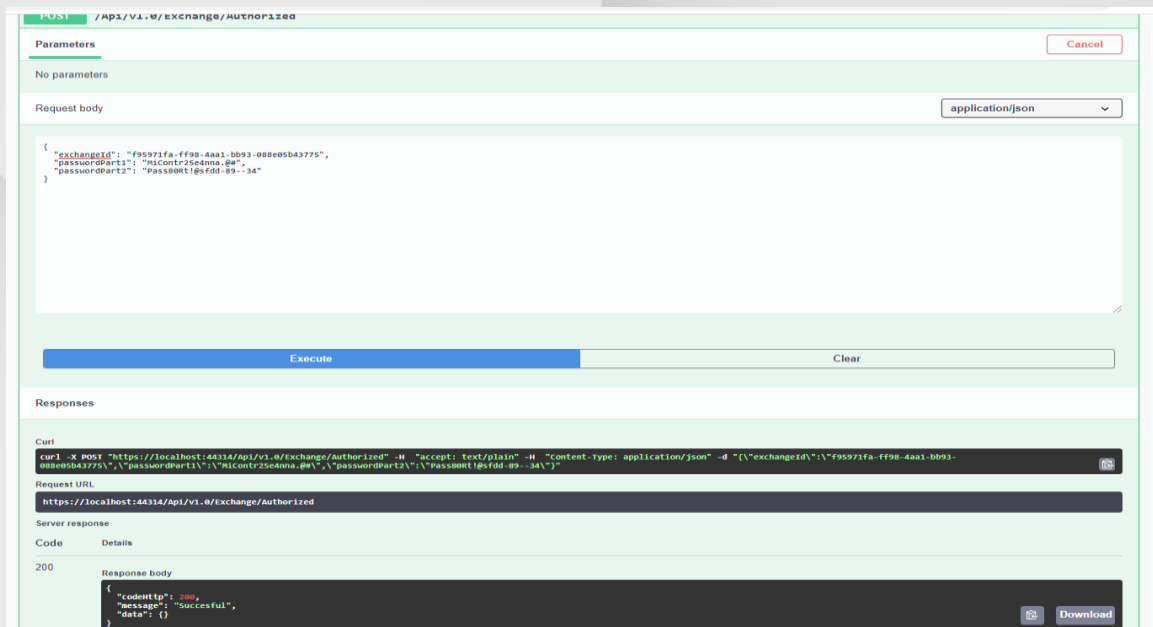 POST /Api/v1.0/Exchange/Authorized
Parameters
Cancel
No parameters
Request body
application/json
{
"exchangeId": "f95971fa-ff98-4aa1-bb93-088e05b43775",
"passwordPart1": "MiContr25e4nna.@#",
"passwordPart2": "Pass80Rt!@sfdd-89--34"
}
Execute
Clear
Responses
Curl
curl -X POST "https://localhost:44314/Api/v1.0/Exchange/Authorized" -H "accept: text/plain" -H "Content-Type: application/json" -d "{\"exchangeId\":\"f95971fa-ff98-4aa1-bb93-
088e05b43775\",\"passwordPart1\":\"MiContr25e4nna.@#\",\"passwordPart2\":\"Pass80Rt!@sfdd-89--34\"}"
Request URL
https://localhost:44314/Api/v1.0/Exchange/Authorized
Server response
Code
Details
200
Response body
{
"codeHttp": 200,
"message": "Succesful",
"data": {}
}
Download